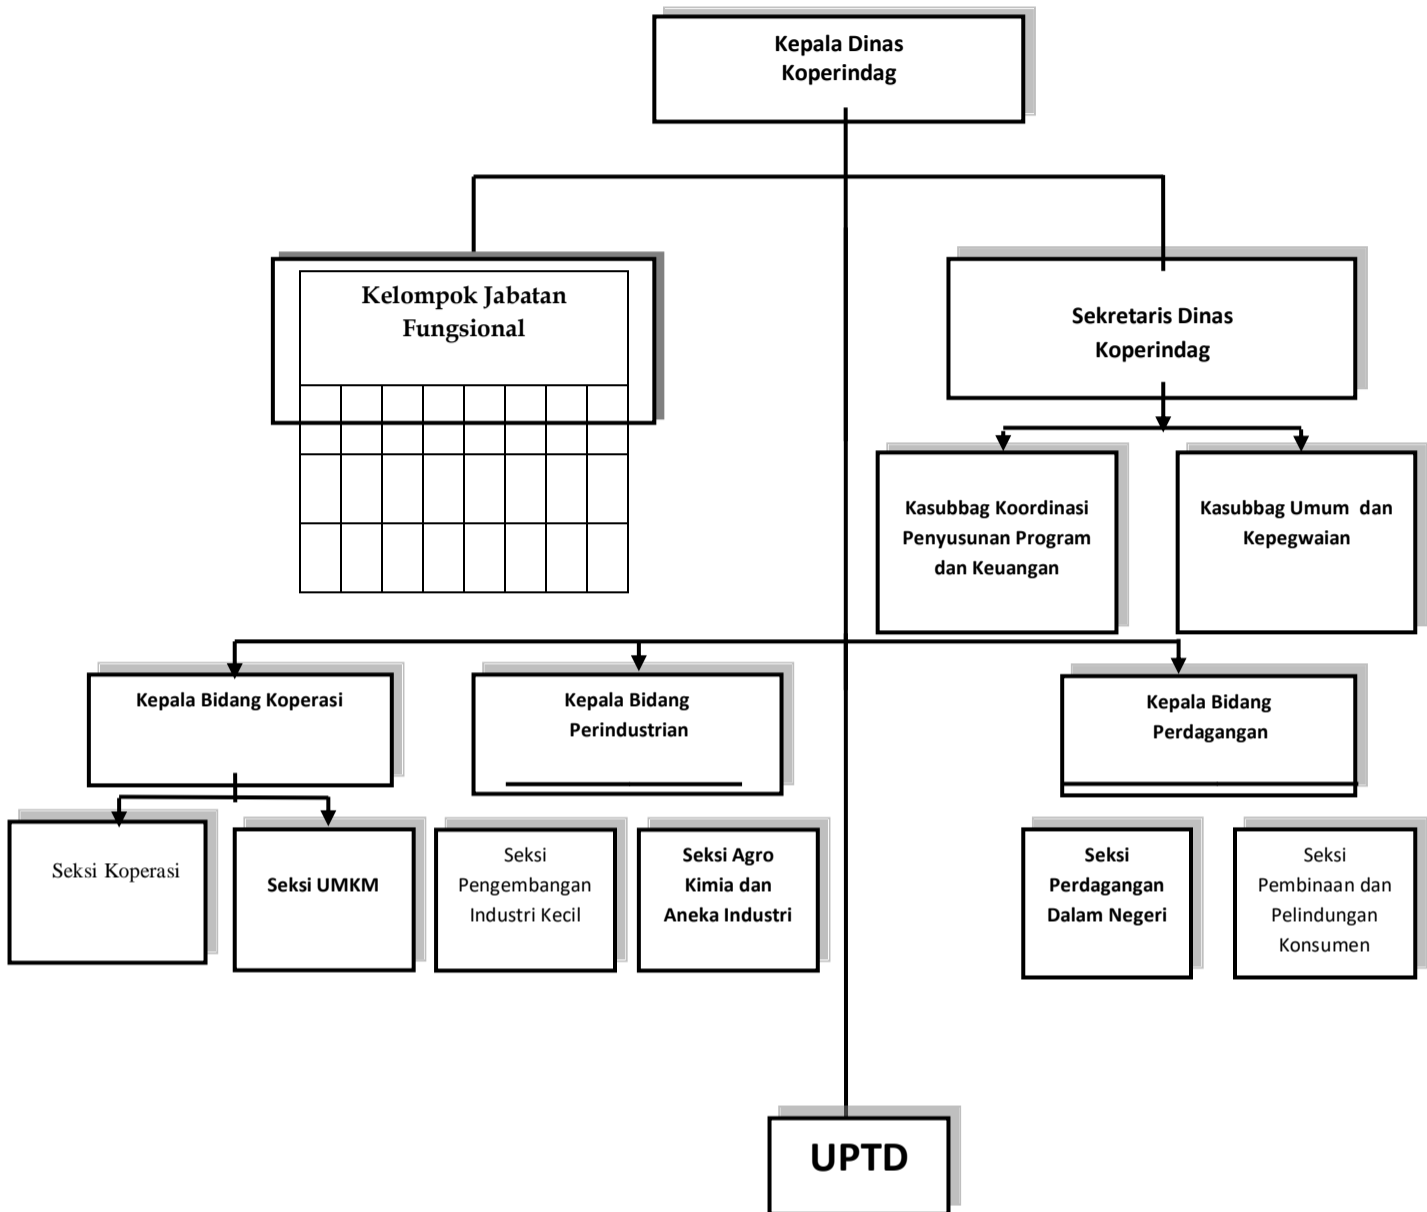 Kepala Dinas
Koperindag
Kelompok Jabatan
Fungsional
Sekretaris Dinas
Koperindag
Kasubbag Koordinasi
Penyusunan Program
dan Keuangan
Kasubbag Umum dan
Kepegwaian
Kepala Bidang Koperasi
Kepala Bidang
Perindustrian
Kepala Bidang
Perdagangan
Seksi Koperasi
Seksi UMKM
Seksi
Pengembangan
Industri Kecil
Seksi Agro
Kimia dan
Aneka Industri
Seksi
Perdagangan
Dalam Negeri
Seksi
Pembinaan dan
Pelindungan
Konsumen
UPTD